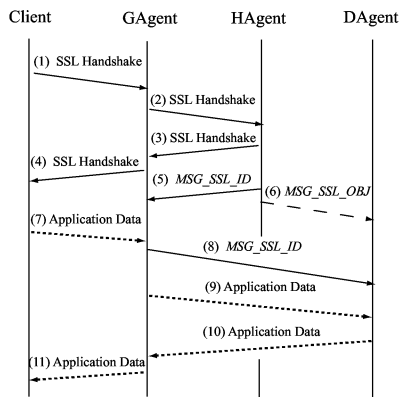 Client GAgent HAgent DAgent
(1) SSL Handshake
(2) SSL Handshake
(3) SSL Handshake
(4) SSL Handshake
(5) MSG_SSL_ID
(6) MSG_SSL_OBJ
(7) Application Data
(8) MSG_SSL_ID
(9) Application Data
(10) Application Data
(11) Application Data